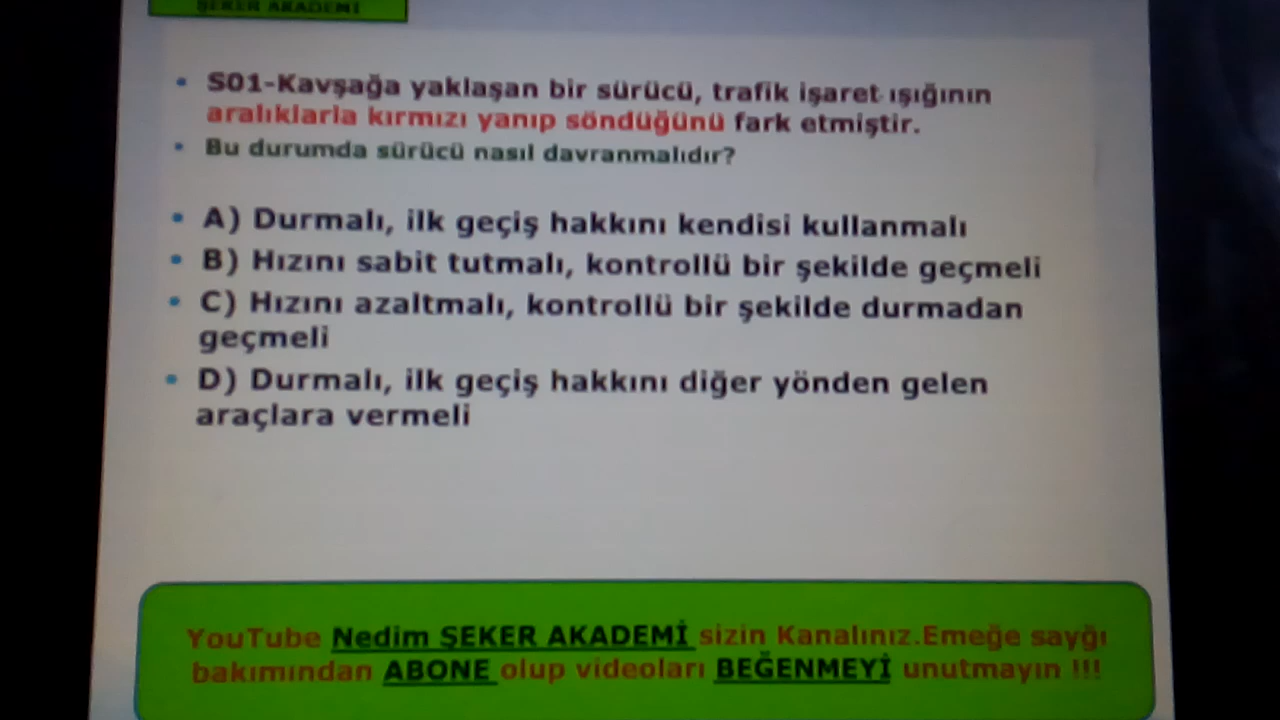 ŞEKER AKADEMİ
• S01-Kavşağa yaklaşan bir sürücü, trafik işaret ışığının
aralıklarla kırmızı yanıp söndüğünü fark etmiştir.
• Bu durumda sürücü nasıl davranmalıdır?
• A) Durmalı, ilk geçiş hakkını kendisi kullanmalı
• B) Hızını sabit tutmalı, kontrollü bir şekilde geçmeli
• C) Hızını azaltmalı, kontrollü bir şekilde durmadan
geçmeli
• D) Durmalı, ilk geçiş hakkını diğer yönden gelen
araçlara vermeli
YouTube Nedim ŞEKER AKADEMİ sizin Kanalınız.Emeğe sayğı
bakımından ABONE olup videoları BEĞENMEYİ unutmayın !!!